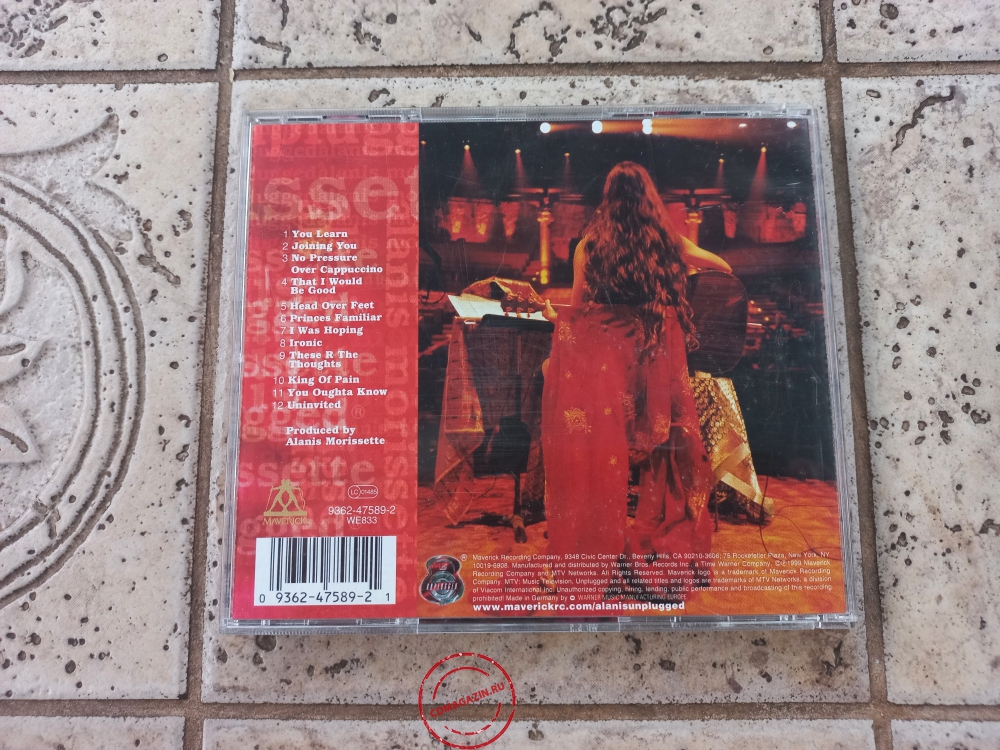 ssette
1 You Learn
2 Joining You
3 No Pressure
Over Cappuccino
4 That I Would
Be Good
5 Head Over Feet
6 Princes Familiar
7 I Was Hoping
8 Ironic
9 These R The
Thoughts
10 King Of Pain
11 You Oughta Know
12 Uninvited
Produced by
Alanis Morissette
ssette
MAVERICK
LC 01485
9362-47589-2
WE833
0 9362-47589-2 1
Maverick Recording Company, 9348 Civic Center Dr., Beverly Hills, CA 90210-3606; 75 Rockefeller Plaza, New York, NY
10019-6908. Manufactured and distributed by Warner Bros. Records Inc., a Time Warner Company. ℗©1999 Maverick
Recording Company and MTV Networks. All Rights Reserved. Maverick logo is a trademark of Maverick Recording
Company. MTV: Music Television, Unplugged and all related titles and logos are trademarks of MTV Networks, a division
of Viacom International Inc. Unauthorized copying, hiring, lending, public performance and broadcasting of this recording
prohibited. Made in Germany by WARNER MUSIC MANUFACTURING EUROPE
www.maverickrc.com/alanisunplugged
CDMAGAZIN.RU